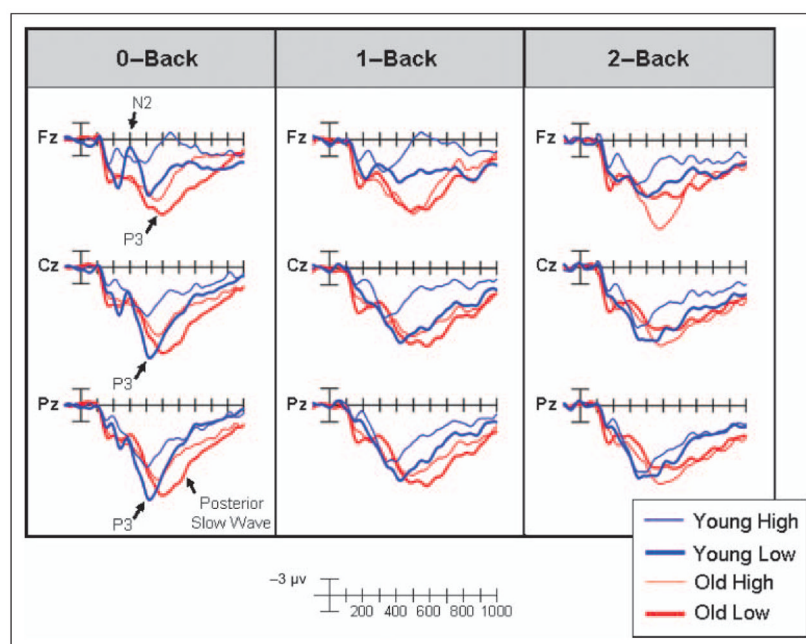 0–Back 1–Back 2–Back
N2
Fz Fz Fz
P3
Cz Cz Cz
P3
Pz Pz Pz
P3
Posterior
Slow Wave
Young High
Young Low
Old High
Old Low
–3 μv
200 400 600 800 1000